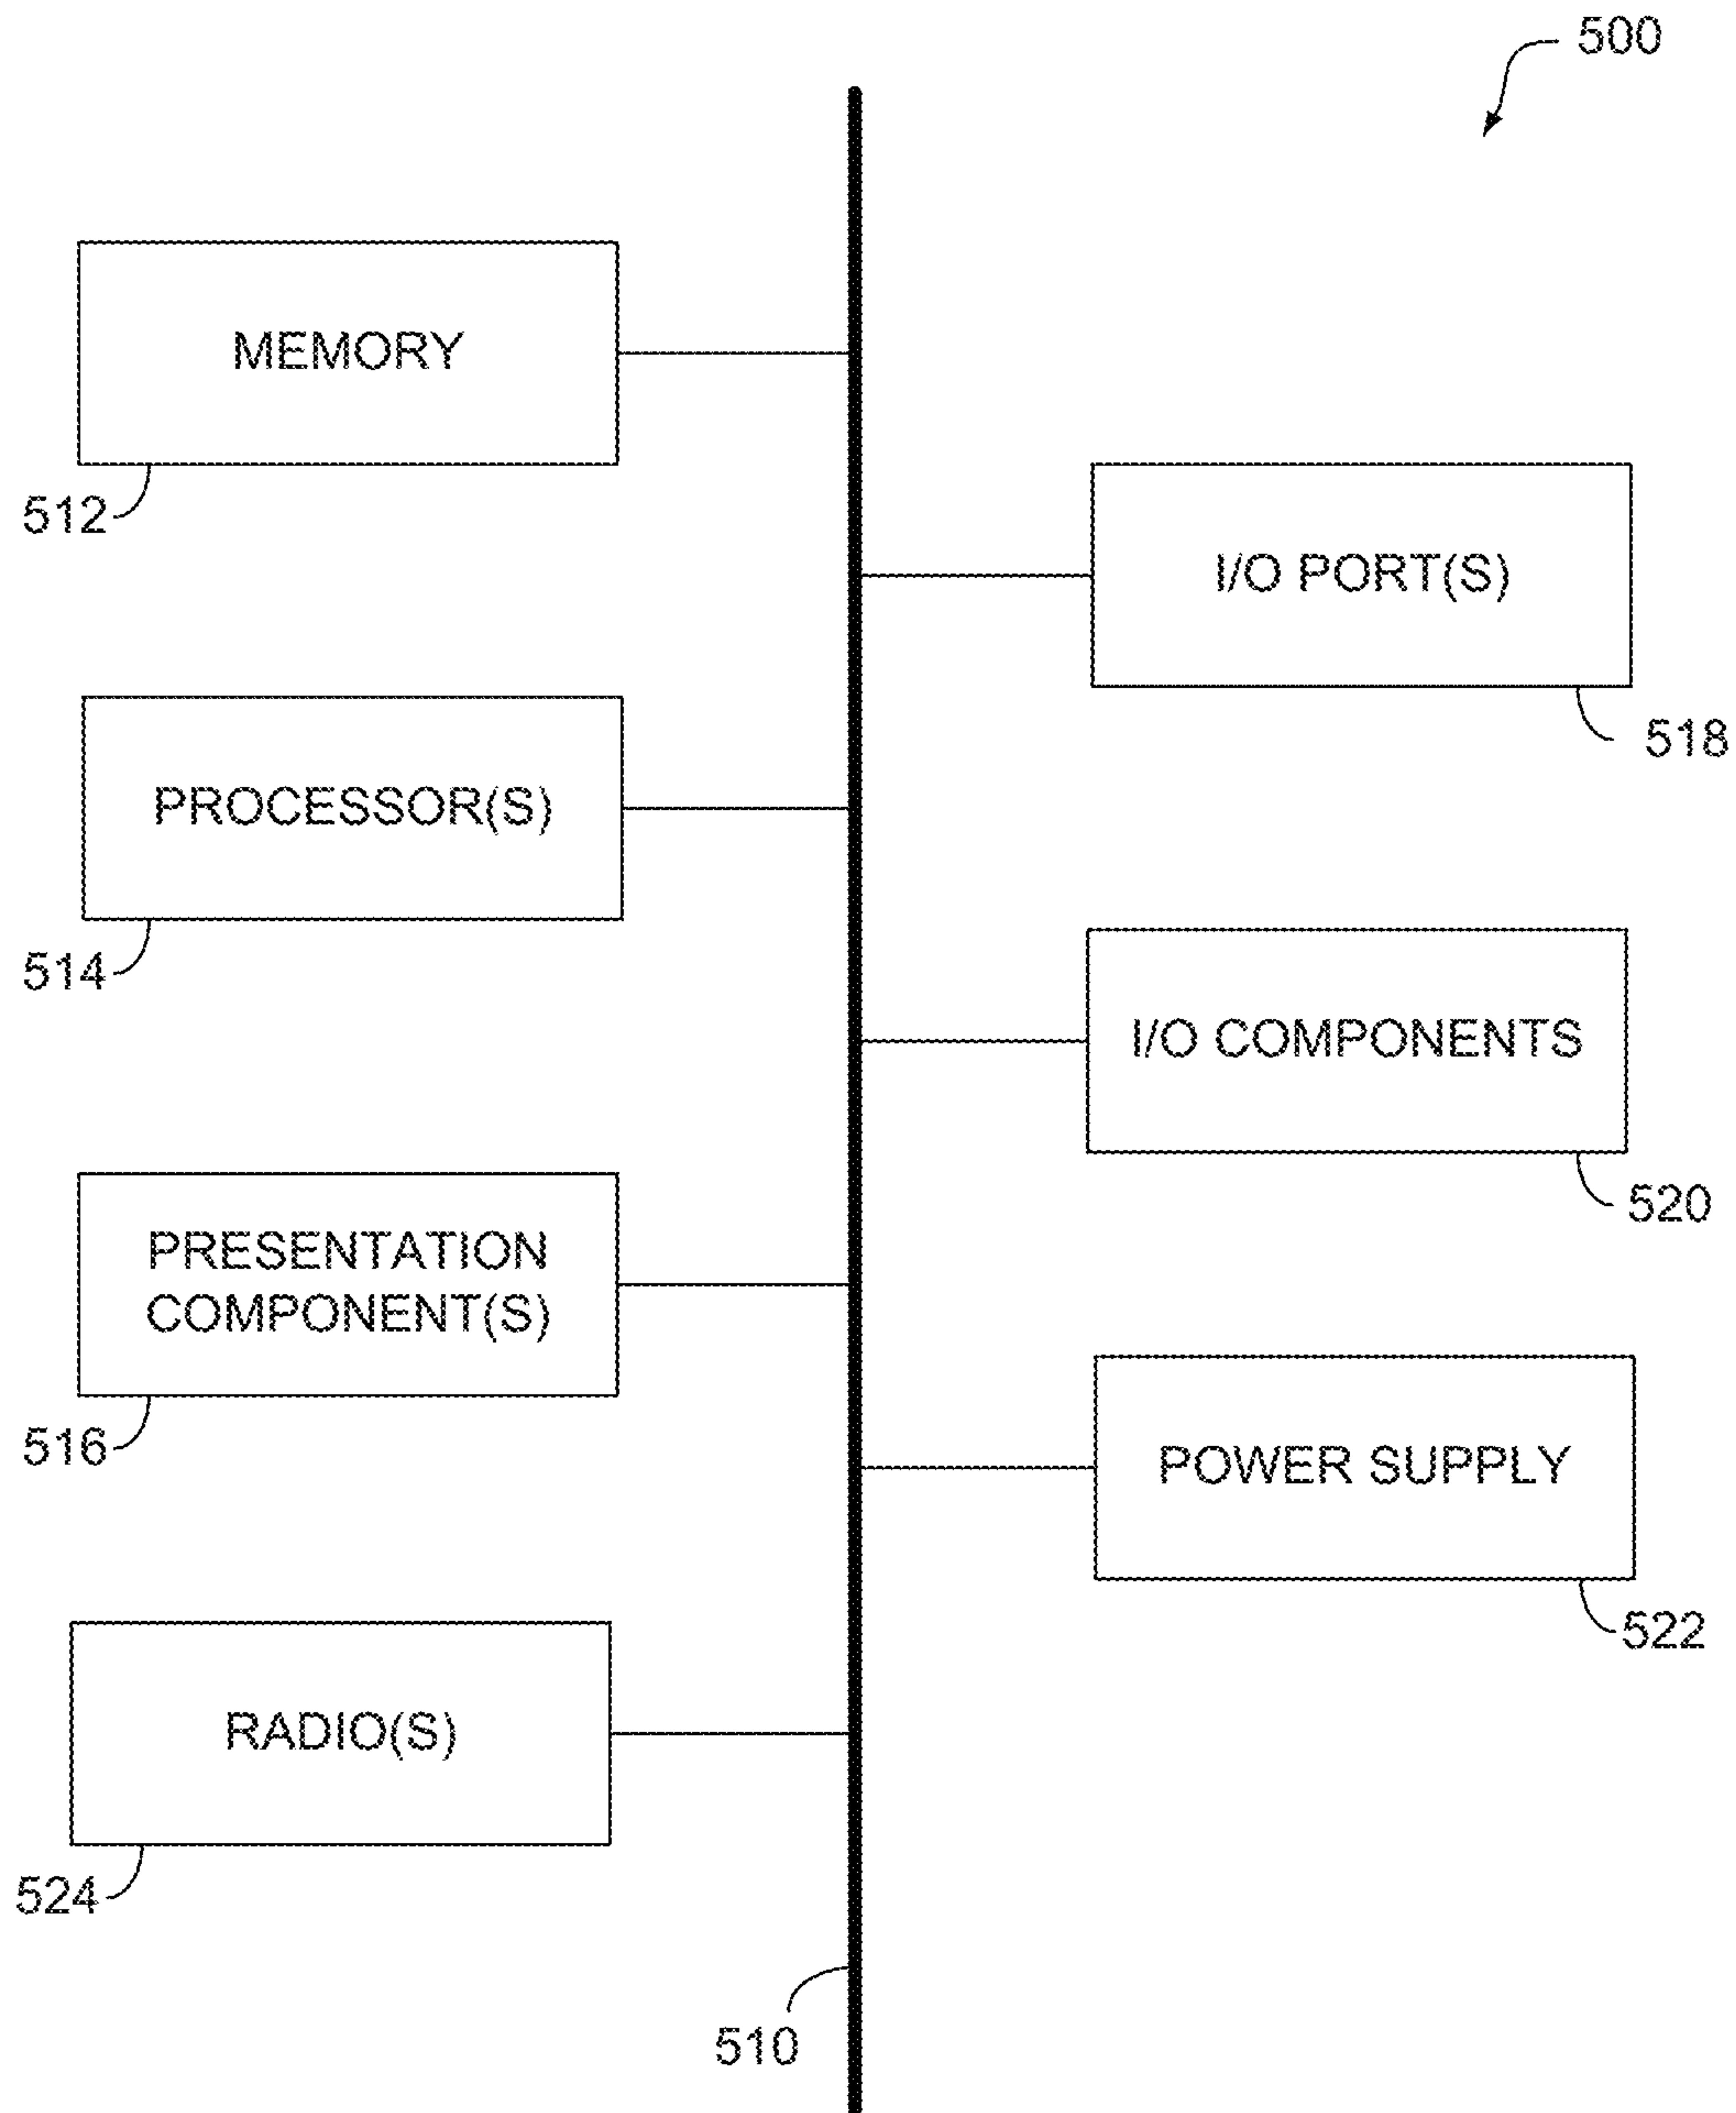 500
MEMORY
512
I/O PORT(S)
518
PROCESSOR(S)
514
I/O COMPONENTS
520
PRESENTATION
COMPONENT(S)
516
POWER SUPPLY
522
RADIO(S)
524
510